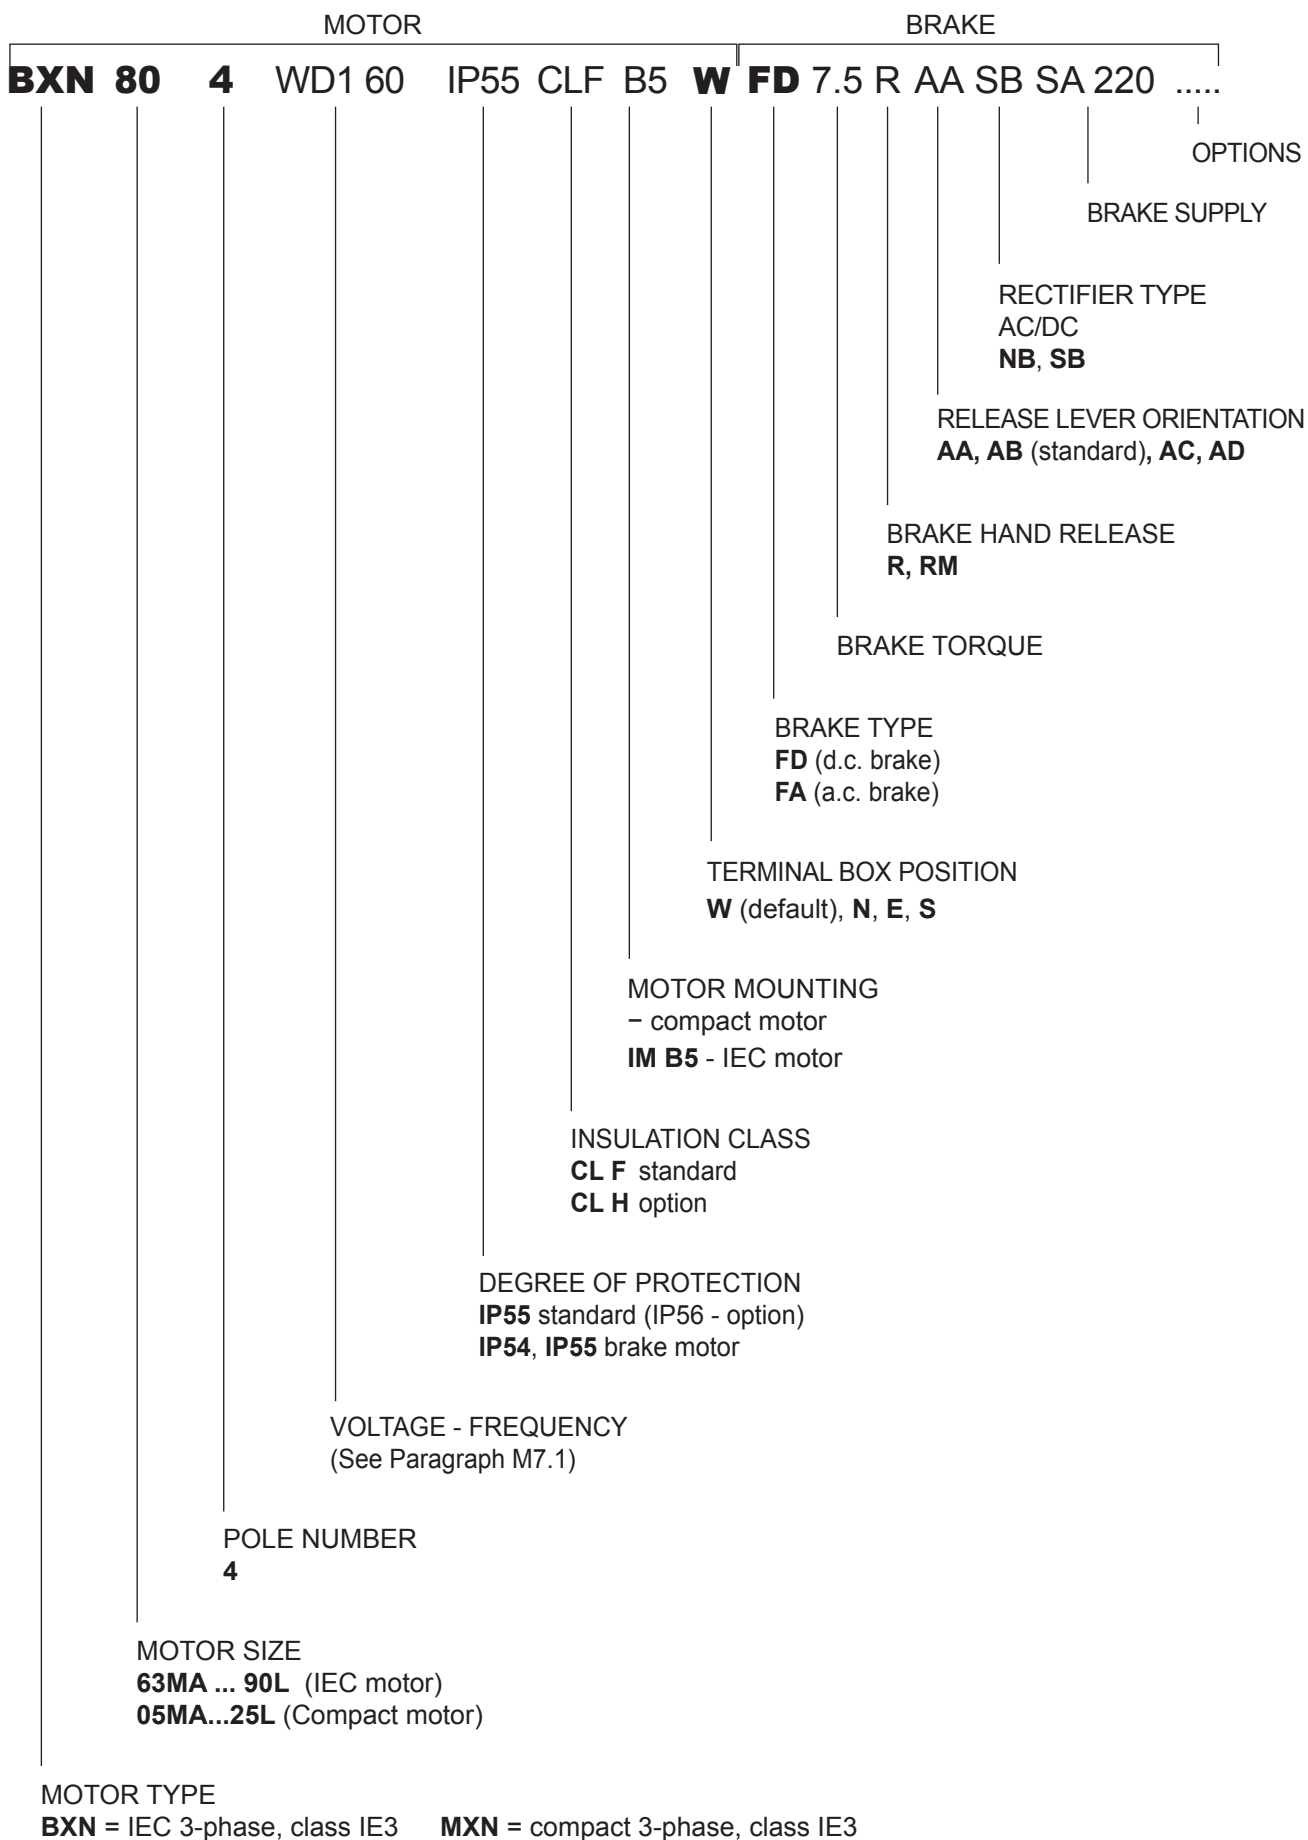 MOTOR BRAKE
BXN 80 4 WD1 60 IP55 CLF B5 W FD 7.5 R AA SB SA 220 .....
OPTIONS
BRAKE SUPPLY
RECTIFIER TYPE
AC/DC
NB, SB
RELEASE LEVER ORIENTATION
AA, AB (standard), AC, AD
BRAKE HAND RELEASE
R, RM
BRAKE TORQUE
BRAKE TYPE
FD (d.c. brake)
FA (a.c. brake)
TERMINAL BOX POSITION
W (default), N, E, S
MOTOR MOUNTING
− compact motor
IM B5 - IEC motor
INSULATION CLASS
CL F standard
CL H option
DEGREE OF PROTECTION
IP55 standard (IP56 - option)
IP54, IP55 brake motor
VOLTAGE - FREQUENCY
(See Paragraph M7.1)
POLE NUMBER
4
MOTOR SIZE
63MA ... 90L (IEC motor)
05MA...25L (Compact motor)
MOTOR TYPE
BXN = IEC 3-phase, class IE3 MXN = compact 3-phase, class IE3